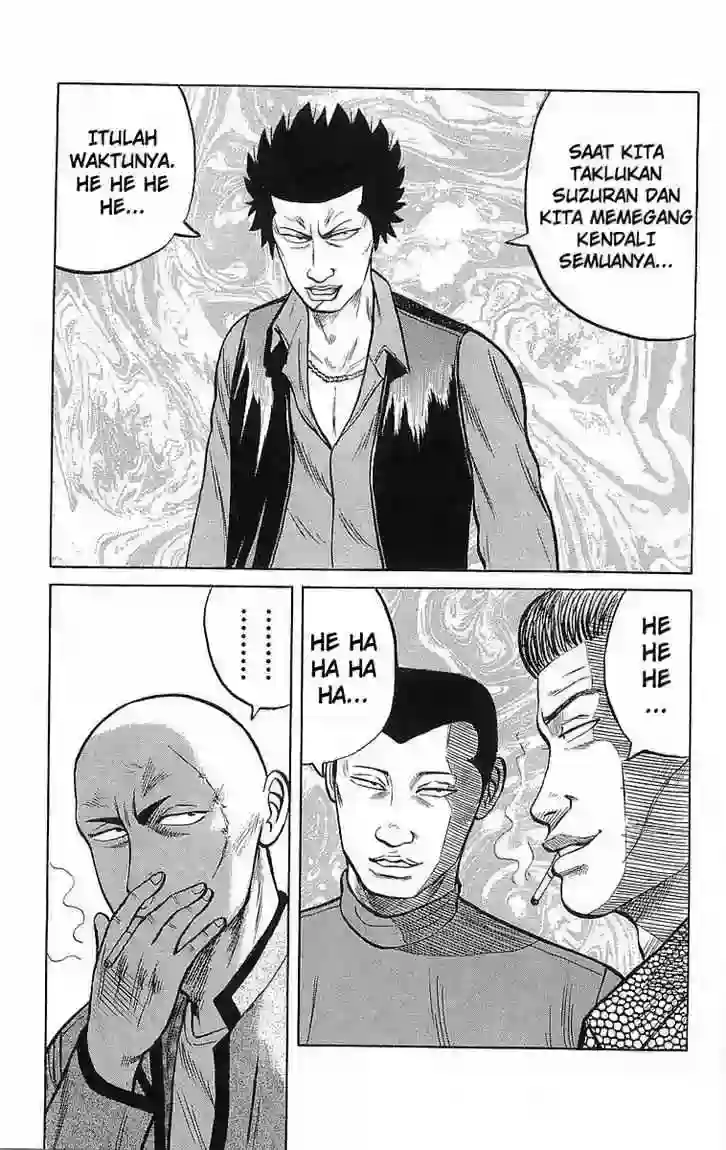 SAAT KITA
TAKLUKAN
SUZURAN DAN
KITA MEMEGANG
KENDALI
SEMUANYA...
ITULAH
WAKTUNYA.
HE HE HE
HE...
HE
HE
HE
...
HE HA
HA HA
HA...
.........